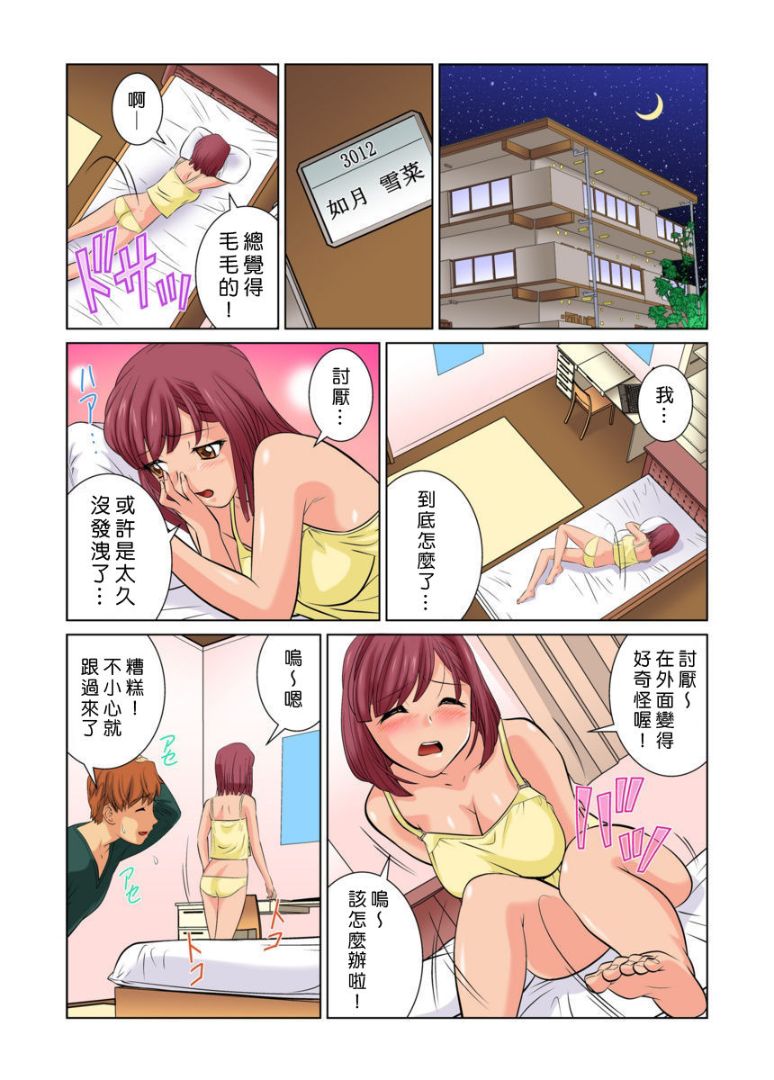 3012
如月 雪菜
啊—
總覺得
毛毛的！
ドサッ
我…
到底怎麼了…
討厭…
或許是太久
沒發洩了…
ハア…
討厭～
在外面變得
好奇怪喔！
嗚～
該怎麼辦啦！
嗚～嗯
糟糕！
不小心就
跟過來了
アセ
アセ
トコ
トコ